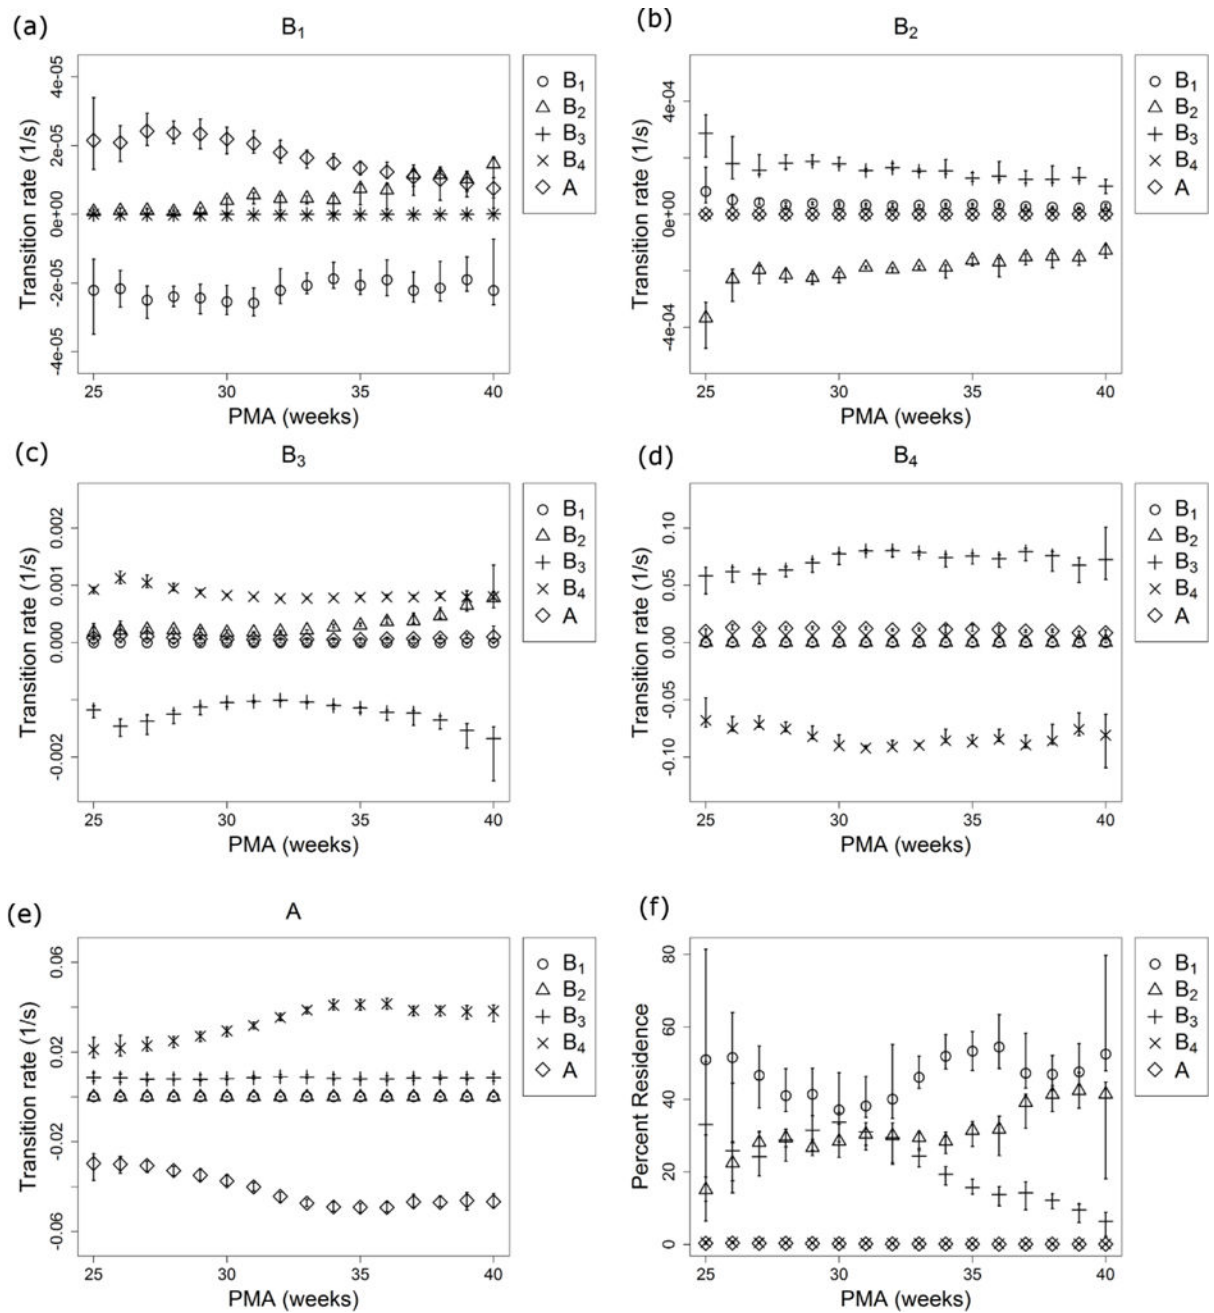 (a)
B₁
Transition rate (1/s)
4e-05
2e-05
0e+00
-2e-05
-4e-05
25
30
35
40
PMA (weeks)
B₁
B₂
B₃
B₄
A
(b)
B₂
Transition rate (1/s)
4e-04
0e+00
-4e-04
25
30
35
40
PMA (weeks)
B₁
B₂
B₃
B₄
A
(c)
B₃
Transition rate (1/s)
0.002
0.001
0.000
-0.002
25
30
35
40
PMA (weeks)
B₁
B₂
B₃
B₄
A
(d)
B₄
Transition rate (1/s)
0.10
0.05
0.00
-0.05
-0.10
25
30
35
40
PMA (weeks)
B₁
B₂
B₃
B₄
A
(e)
A
Transition rate (1/s)
0.06
0.02
-0.02
-0.06
25
30
35
40
PMA (weeks)
B₁
B₂
B₃
B₄
A
(f)
Percent Residence
80
60
40
20
0
25
30
35
40
PMA (weeks)
B₁
B₂
B₃
B₄
A